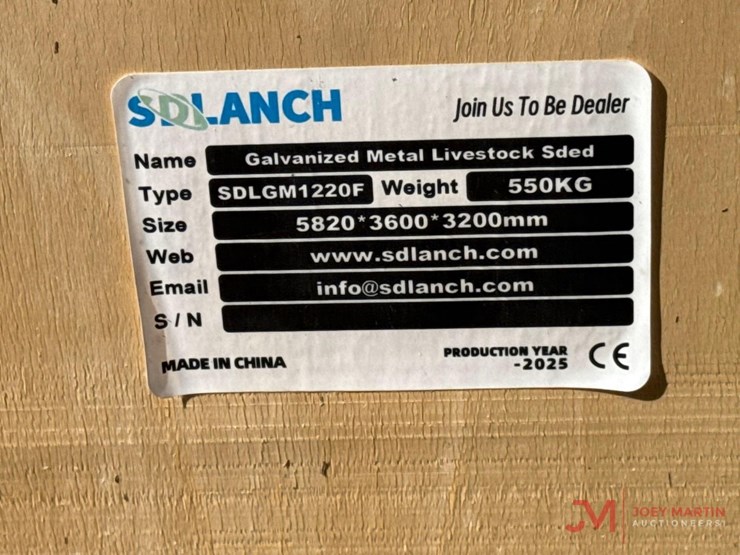 SDLANCH Join Us To Be Dealer
Name Galvanized Metal Livestock Sded
Type SDLGM1220F Weight 550KG
Size 5820*3600*3200mm
Web www.sdlanch.com
Email info@sdlanch.com
S/N
MADE IN CHINA PRODUCTION YEAR CE
-2025
JM JOEY MARTIN
AUCTIONEERS